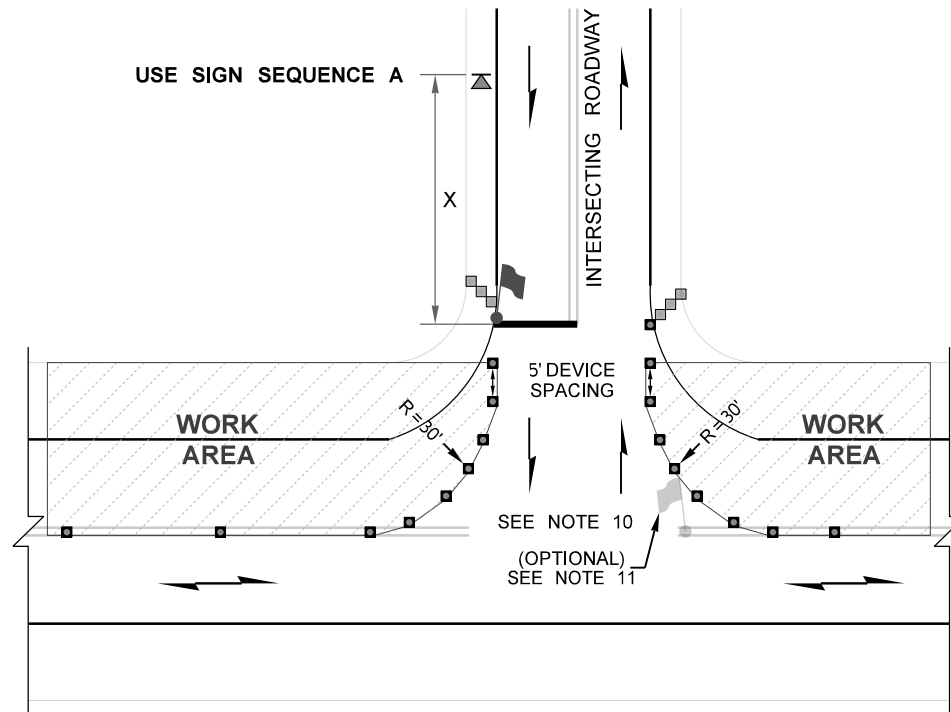 USE SIGN SEQUENCE A
INTERSECTING ROADWAY
X
5' DEVICE
SPACING
R = 30'
R = 30'
WORK
AREA
WORK
AREA
SEE NOTE 10
(OPTIONAL)
SEE NOTE 11